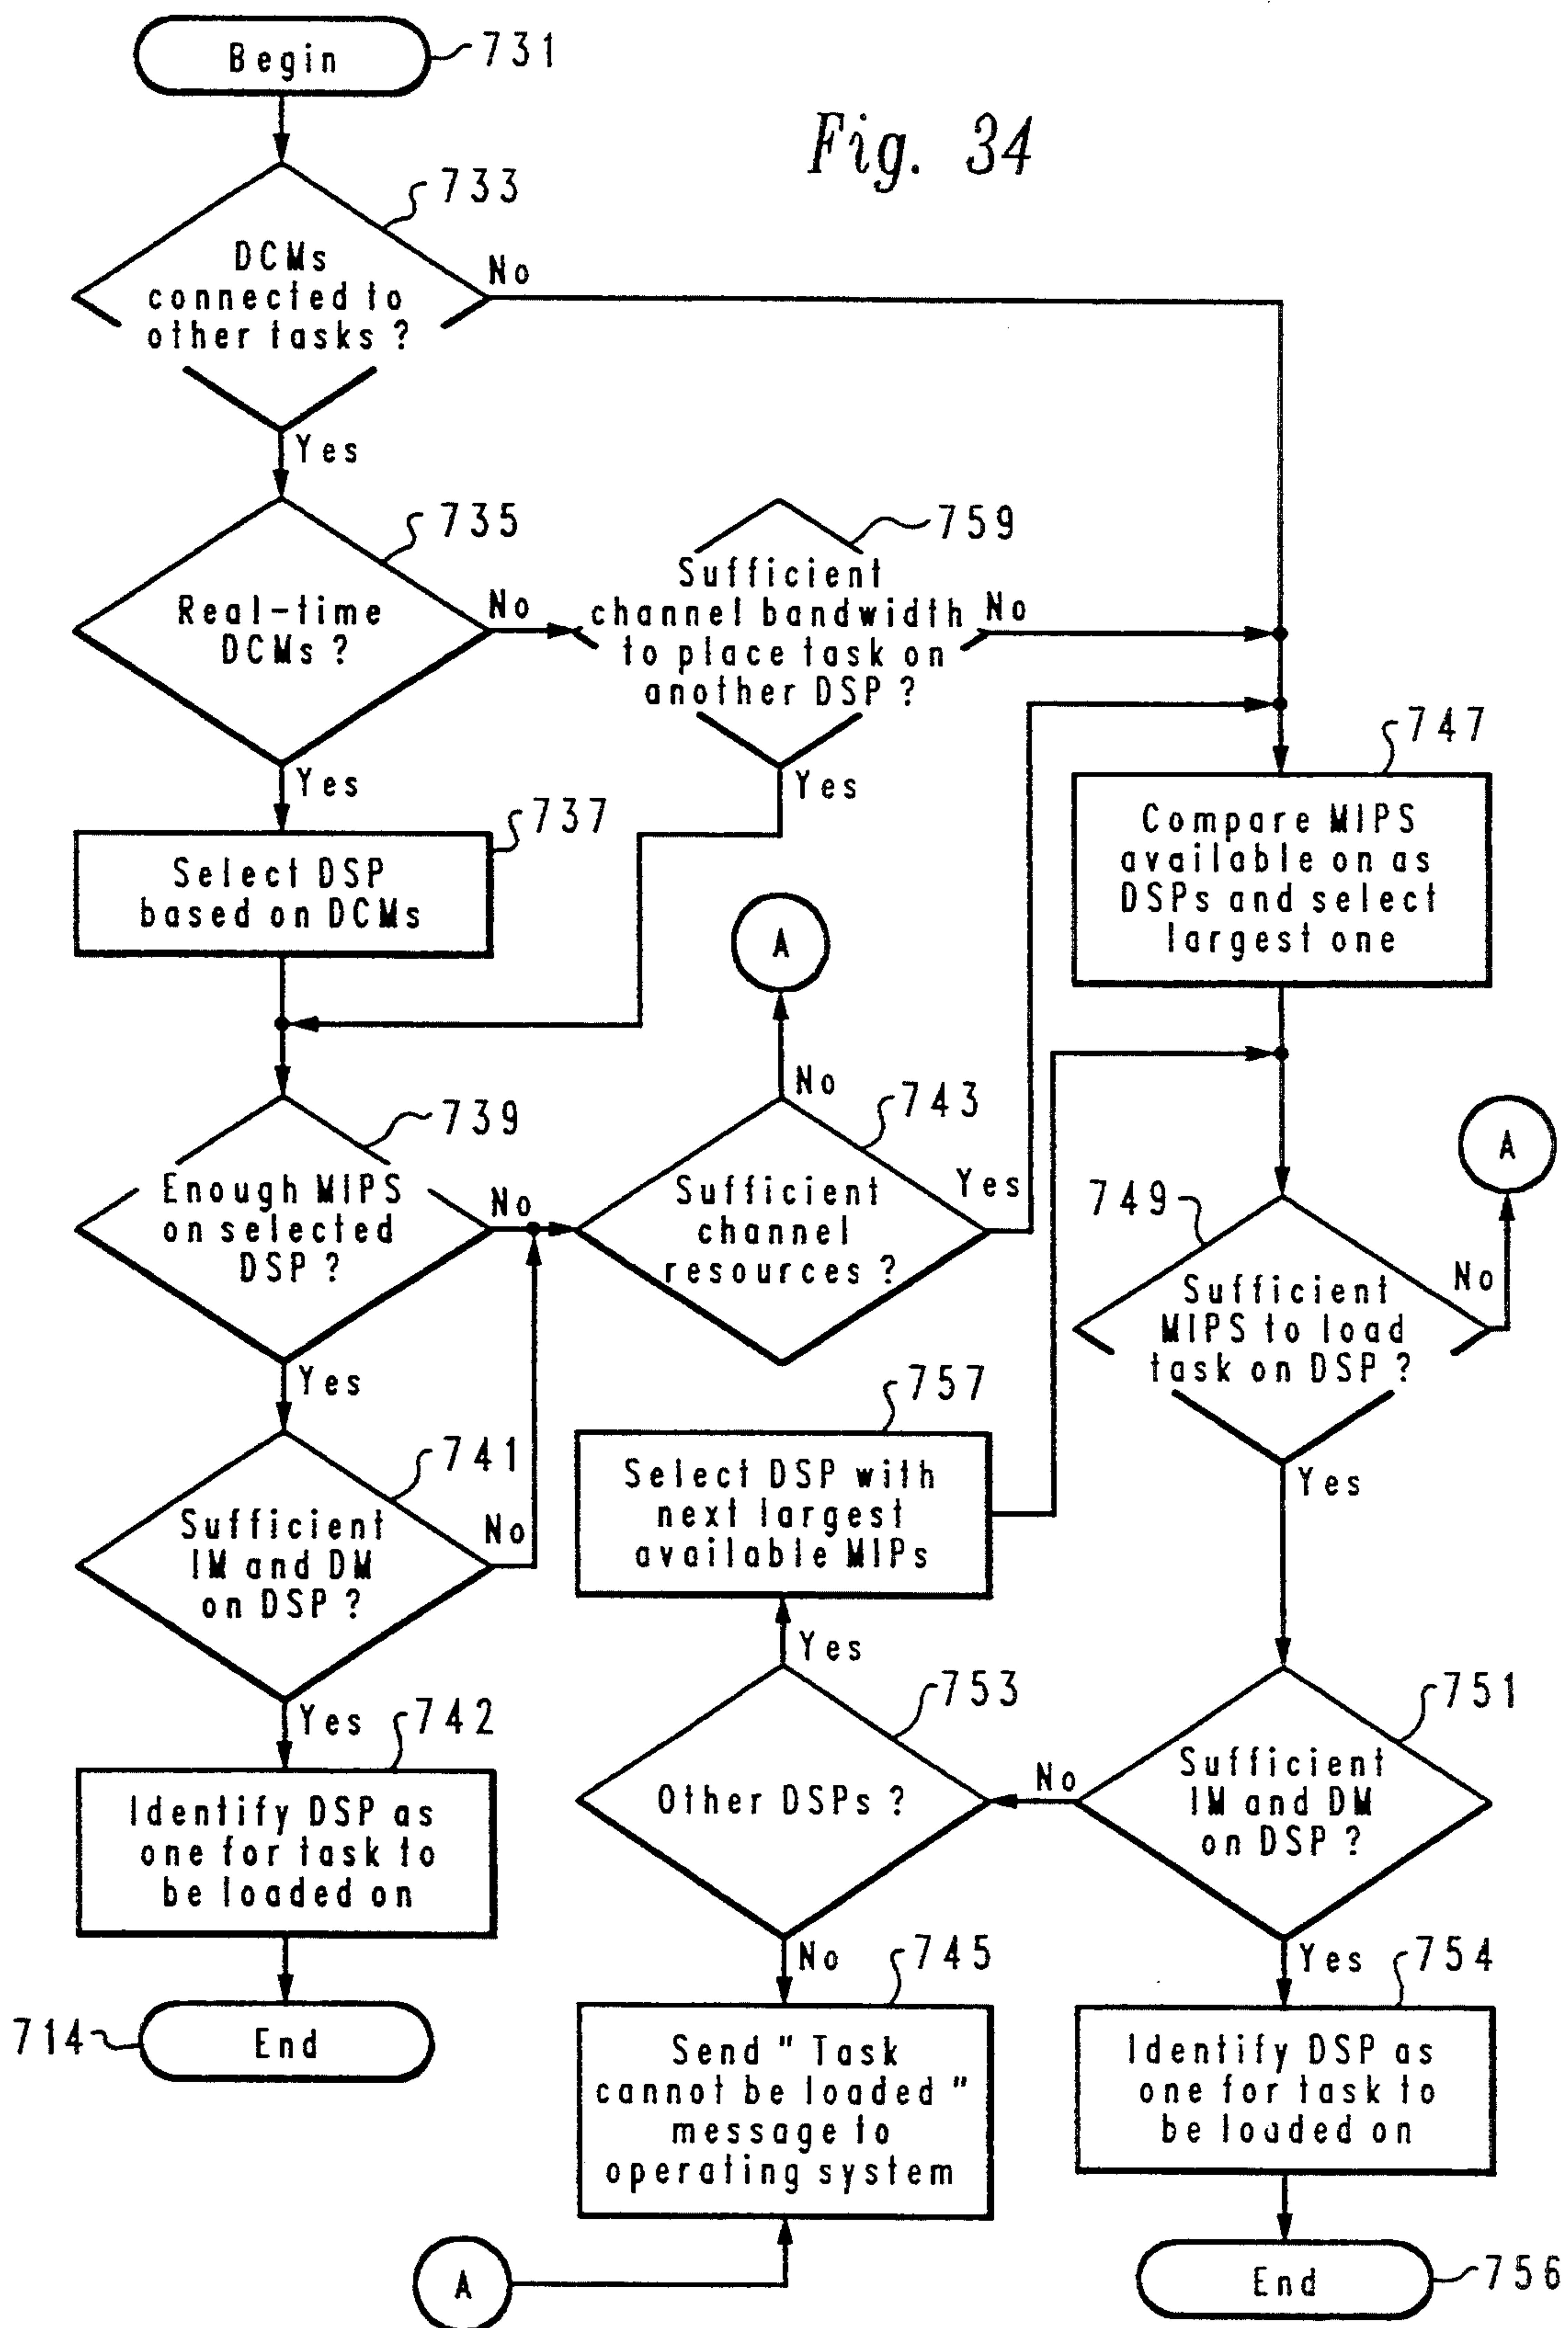 Begin
731
Fig. 34
733
DCMs
connected to
other tasks ?
No
Yes
735
Real-time
DCMs ?
No
Yes
759
Sufficient
channel bandwidth
to place task on
another DSP ?
No
Yes
737
Select DSP
based on DCMs
747
Compare MIPS
available on as
DSPs and select
largest one
A
No
739
Enough MIPS
on selected
DSP ?
No
Yes
743
Sufficient
channel
resources ?
Yes
A
749
Sufficient
MIPS to load
task on DSP ?
No
Yes
741
Sufficient
IM and DM
on DSP ?
No
Yes
757
Select DSP with
next largest
available MIPs
Yes
753
Other DSPs ?
No
751
Sufficient
IM and DM
on DSP ?
No
Yes
742
Identify DSP as
one for task to
be loaded on
714
End
745
Send " Task
cannot be loaded "
message to
operating system
754
Identify DSP as
one for task to
be loaded on
A
End
756